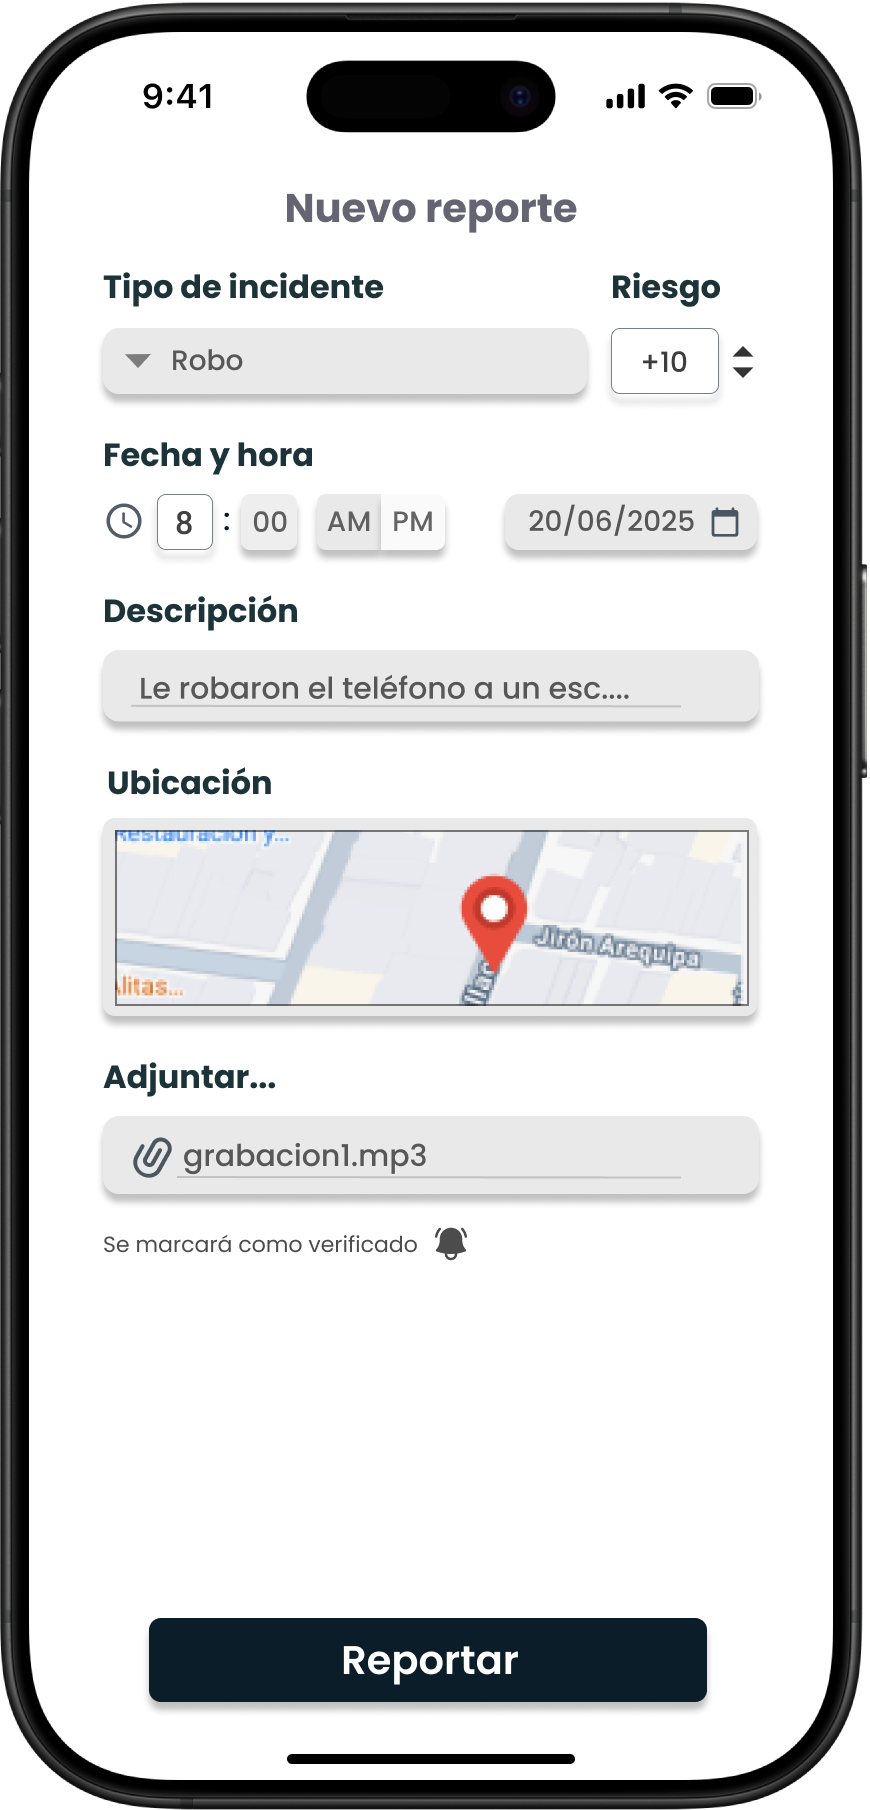 9:41
Nuevo reporte
Tipo de incidente Riesgo
Robo +10
Fecha y hora
8 : 00 AM PM 20/06/2025
Descripción
Le robaron el teléfono a un esc....
Ubicación
Restauración y...
Jirón Arequipa
Alitas...
Adjuntar...
grabacion1.mp3
Se marcará como verificado
Reportar